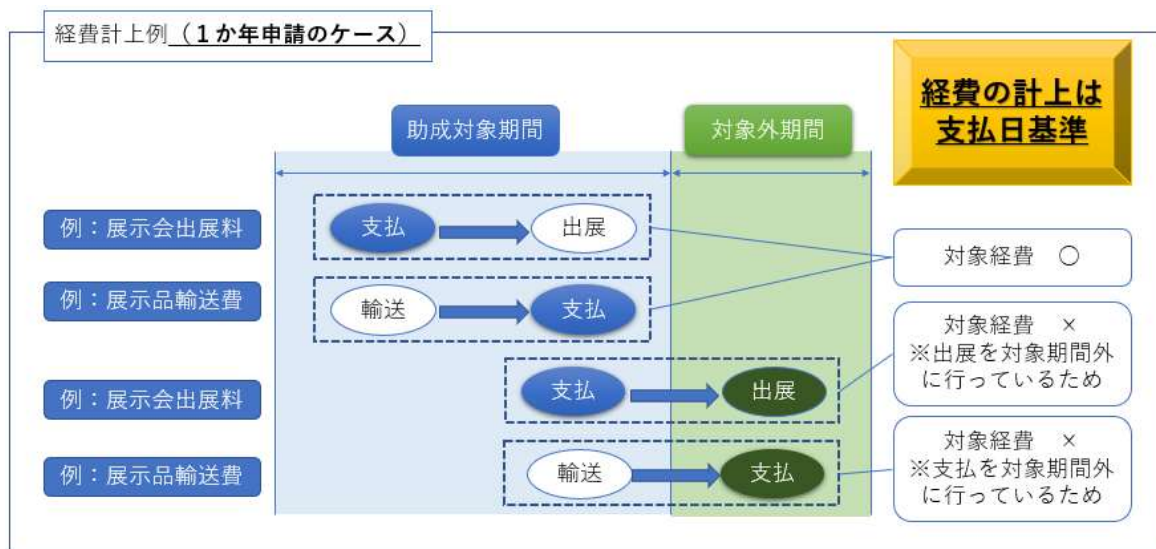 経費計上例（１か年申請のケース）
経費の計上は
支払日基準
助成対象期間
対象外期間
例：展示会出展料
支払
出展
対象経費　○
例：展示品輸送費
輸送
支払
対象経費　×
※出展を対象期間外
に行っているため
例：展示会出展料
支払
出展
対象経費　×
※支払を対象期間外
に行っているため
例：展示品輸送費
輸送
支払